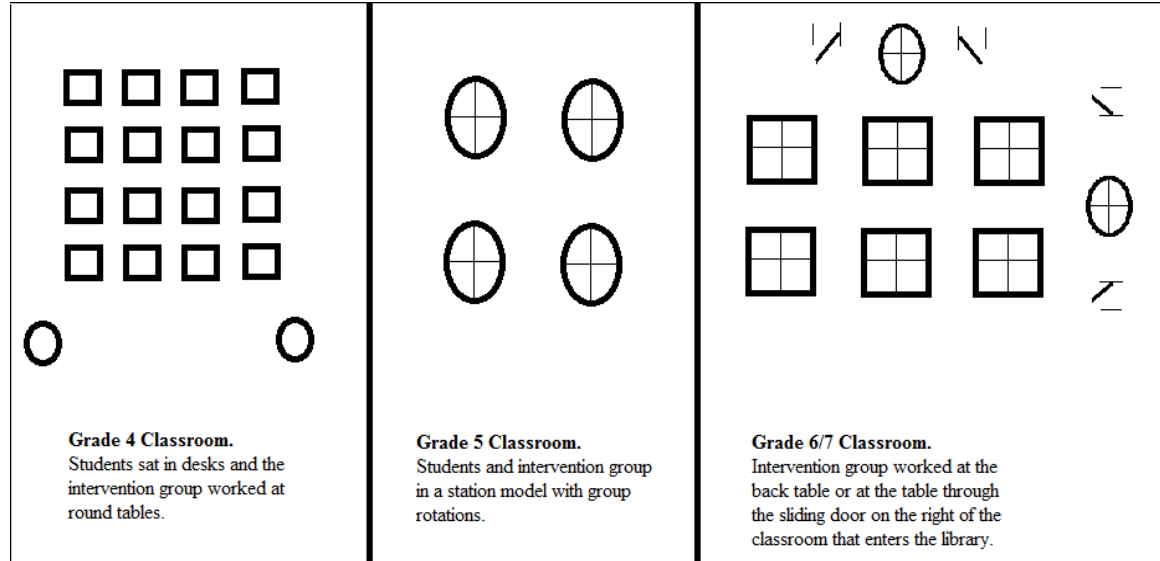 Grade 4 Classroom.
Students sat in desks and the
intervention group worked at
round tables.
Grade 5 Classroom.
Students and intervention group
in a station model with group
rotations.
Grade 6/7 Classroom.
Intervention group worked at the
back table or at the table through
the sliding door on the right of the
classroom that enters the library.